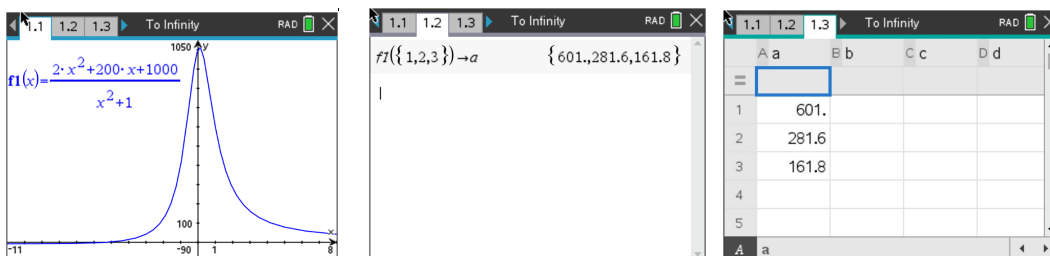 1.1 1.2 1.3 To Infinity RAD
1050 y
f1(x)=(2·x²+200·x+1000)/(x²+1)
100
x
-11 -90 1 8
1.1 1.2 1.3 To Infinity RAD
f1({1,2,3})→a {601.,281.6,161.8}
1.1 1.2 1.3 To Infinity RAD
A a B b C c D d
=
1 601.
2 281.6
3 161.8
4
5
A a